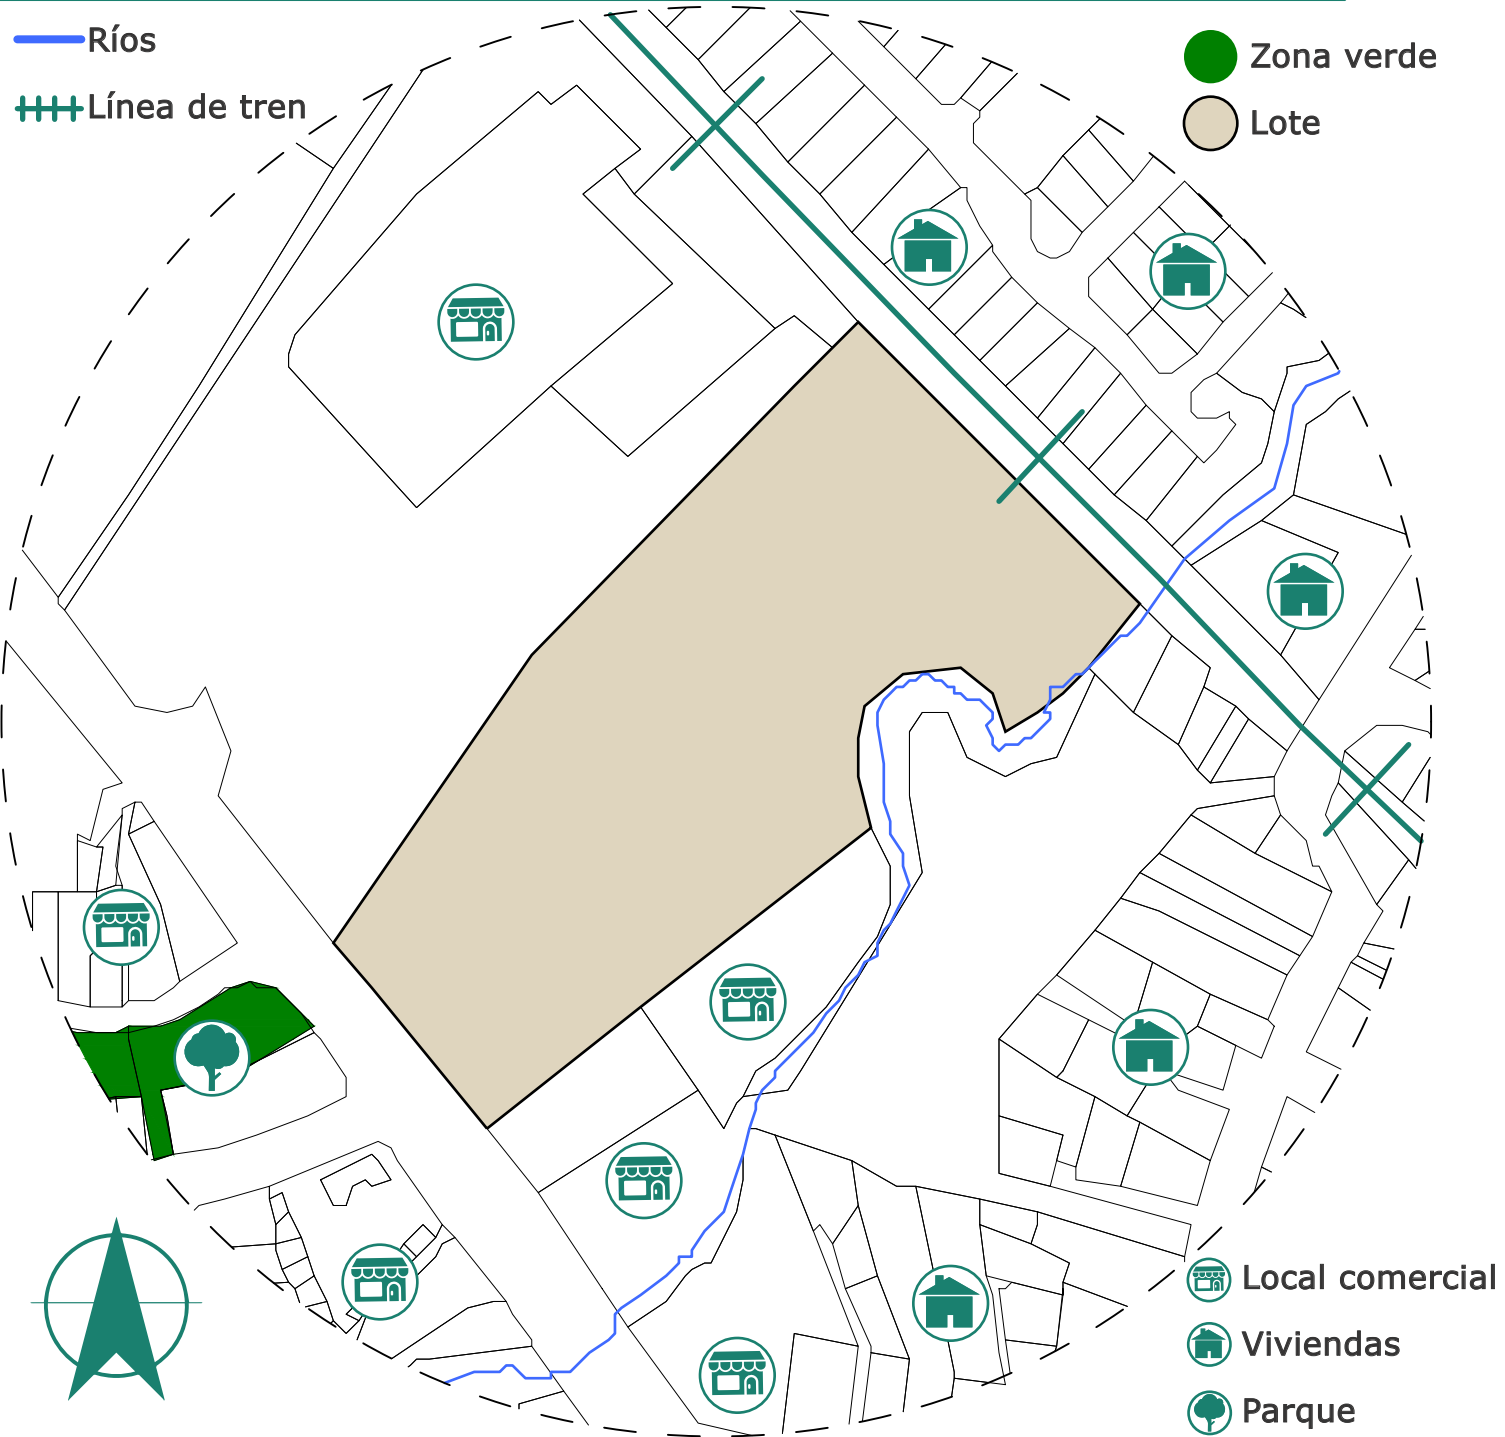 Ríos
Línea de tren
Zona verde
Lote
Local comercial
Viviendas
Parque